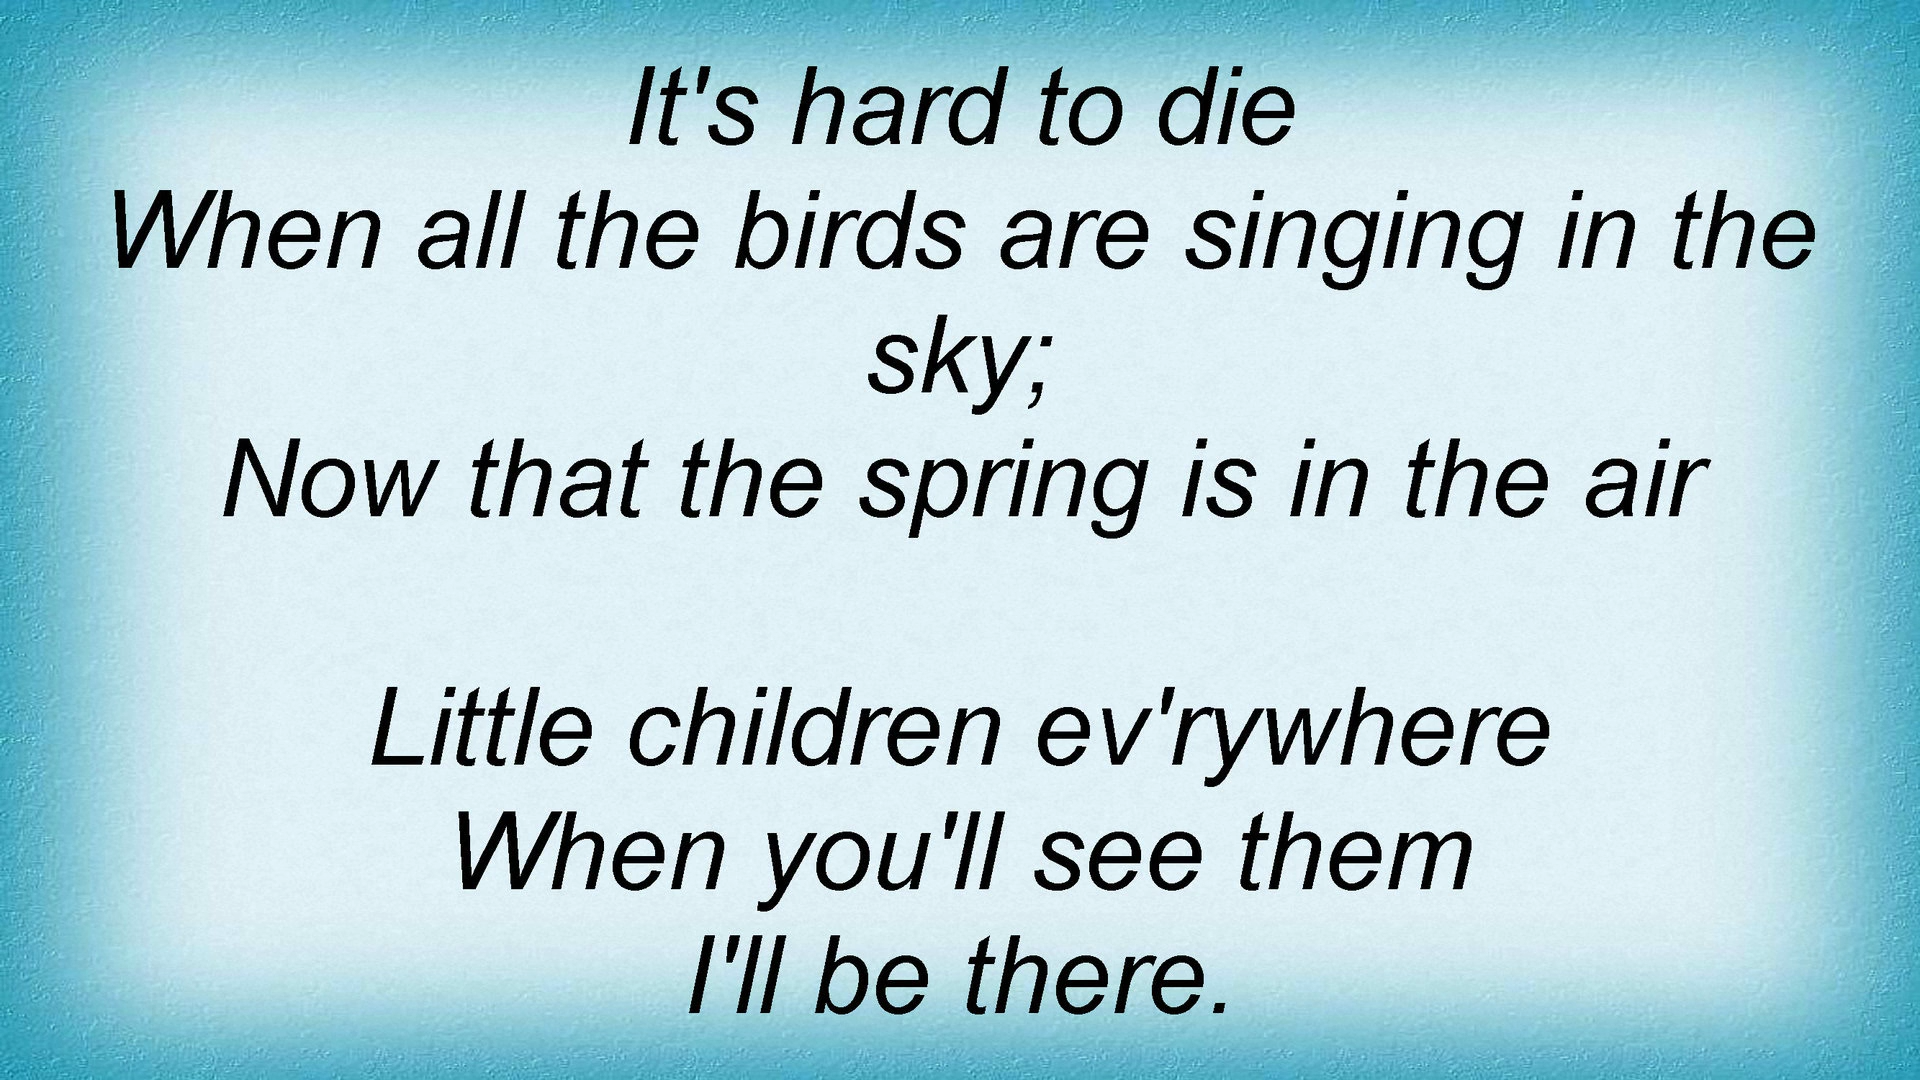 It's hard to die
When all the birds are singing in the
sky;
Now that the spring is in the air
Little children ev'rywhere
When you'll see them
I'll be there.